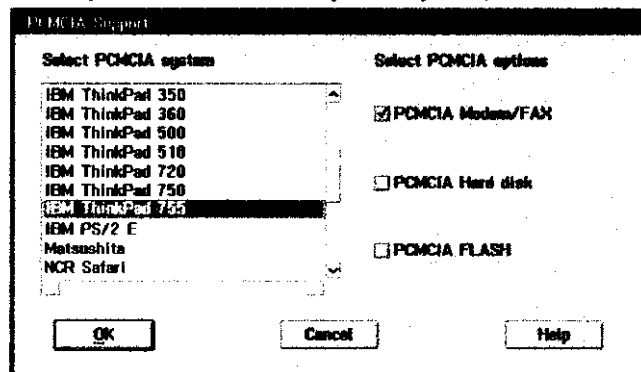 PCMCIA Support
Select PCMCIA system
IBM ThinkPad 350
IBM ThinkPad 360
IBM ThinkPad 500
IBM ThinkPad 510
IBM ThinkPad 720
IBM ThinkPad 750
IBM ThinkPad 755
IBM PS/2 E
Matsushita
NCR Safari
Select PCMCIA options
PCMCIA Modem/FAX
PCMCIA Hard disk
PCMCIA FLASH
OK
Cancel
Help